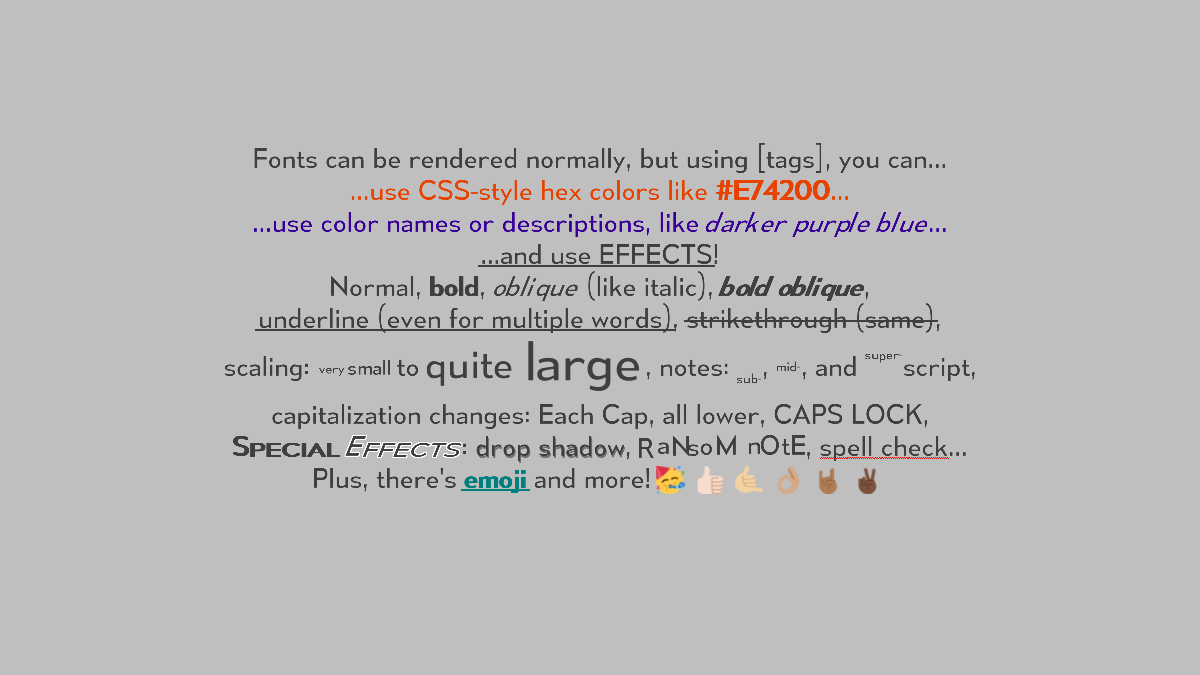 Fonts can be rendered normally, but using [tags], you can...
...use CSS-style hex colors like #E74200...
...use color names or descriptions, like darker purple blue...
...and use EFFECTS!
Normal, bold, oblique (like italic), bold oblique,
underline (even for multiple words), strikethrough (same),
scaling: very small to quite large, notes: sub-, mid-, and super-script,
capitalization changes: Each Cap, all lower, CAPS LOCK,
SPECIAL EFFECTS: drop shadow, RaNsoM nOtE, spell check...
Plus, there's emoji and more! 🥳 👍🏻 🤙🏼 👌🏽 🤘🏾 ✌🏿